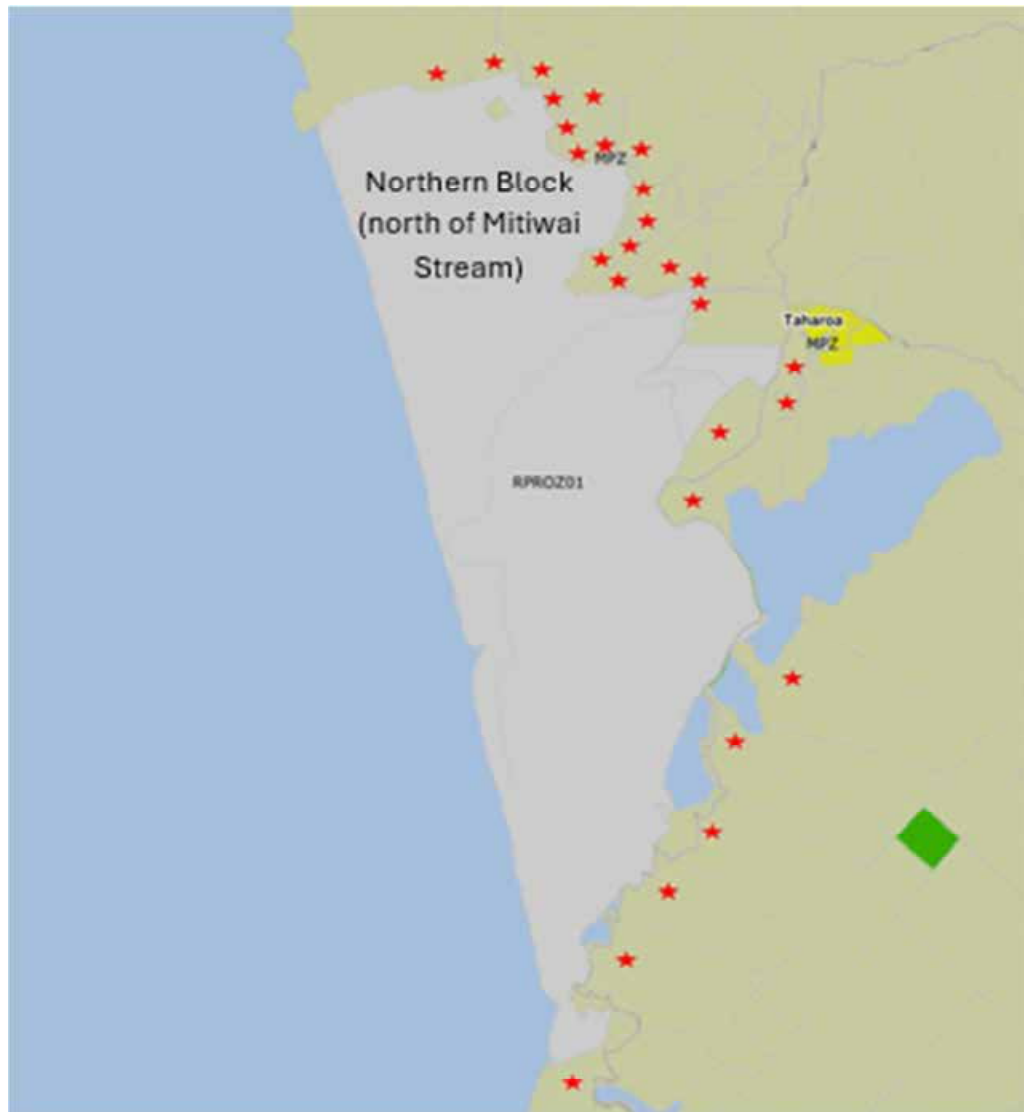 MPZ
Northern Block
(north of Mitiwai
Stream)
Taharoa
MPZ
RPROZ01